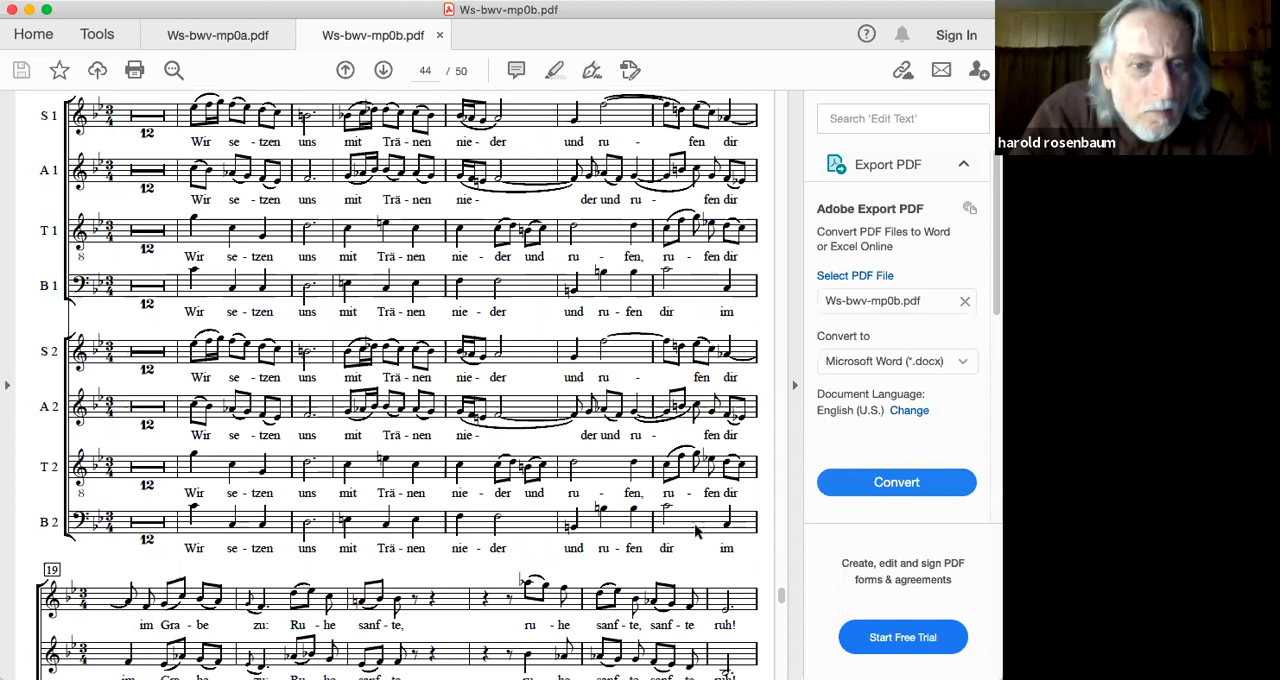 Ws-bwv-mp0b.pdf
Home Tools Ws-bwv-mp0a.pdf Ws-bwv-mp0b.pdf × Sign In
44 / 50
Search 'Edit Text'
harold rosenbaum
Export PDF
Adobe Export PDF
Convert PDF Files to Word
or Excel Online
Select PDF File
Ws-bwv-mp0b.pdf
Convert to
Microsoft Word (*.docx)
Document Language:
English (U.S.) Change
Convert
Create, edit and sign PDF
forms & agreements
Start Free Trial
S 1 12
Wir se - tzen uns mit Trä - nen nie - der und ru - fen dir
A 1 12
Wir se - tzen uns mit Trä - nen nie - der und ru - fen dir
T 1 8 12
Wir se - tzen uns mit Trä - nen nie - der und ru - fen, ru - fen dir
B 1 12
Wir se - tzen uns mit Trä - nen nie - der und ru - fen dir im
S 2 12
Wir se - tzen uns mit Trä - nen nie - der und ru - fen dir
A 2 12
Wir se - tzen uns mit Trä - nen nie - der und ru - fen dir
T 2 8 12
Wir se - tzen uns mit Trä - nen nie - der und ru - fen, ru - fen dir
B 2 12
Wir se - tzen uns mit Trä - nen nie - der und ru - fen dir im
19
im Gra - be zu: Ru - he sanf - te, ru - he sanf - te, sanf - te ruh!